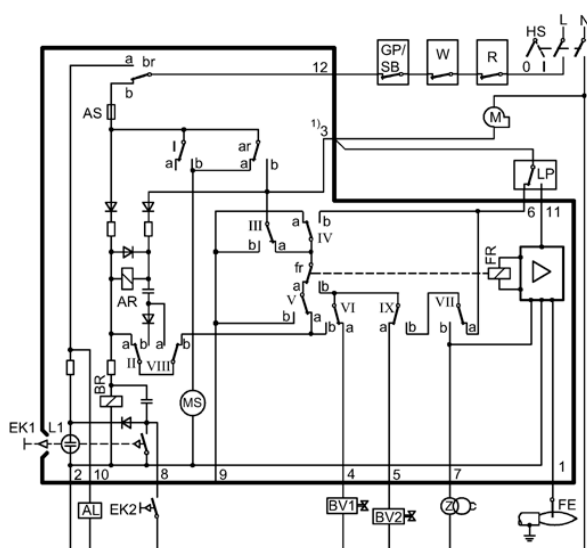 HS
L
N
GP/
SB
W
R
0
I
a
br
12
b
AS
M
1)
3
I
ar
a
b
a
b
LP
6
11
III
b
b
a
IV
fr
FR
a
b
AR
V
VI
IX
VII
b
a
b
a
a
b
b
a
a
b
a
b
II
VIII
BR
MS
EK1
L1
2
10
8
9
4
5
7
1
AL
EK2
BV1
BV2
Z
FE